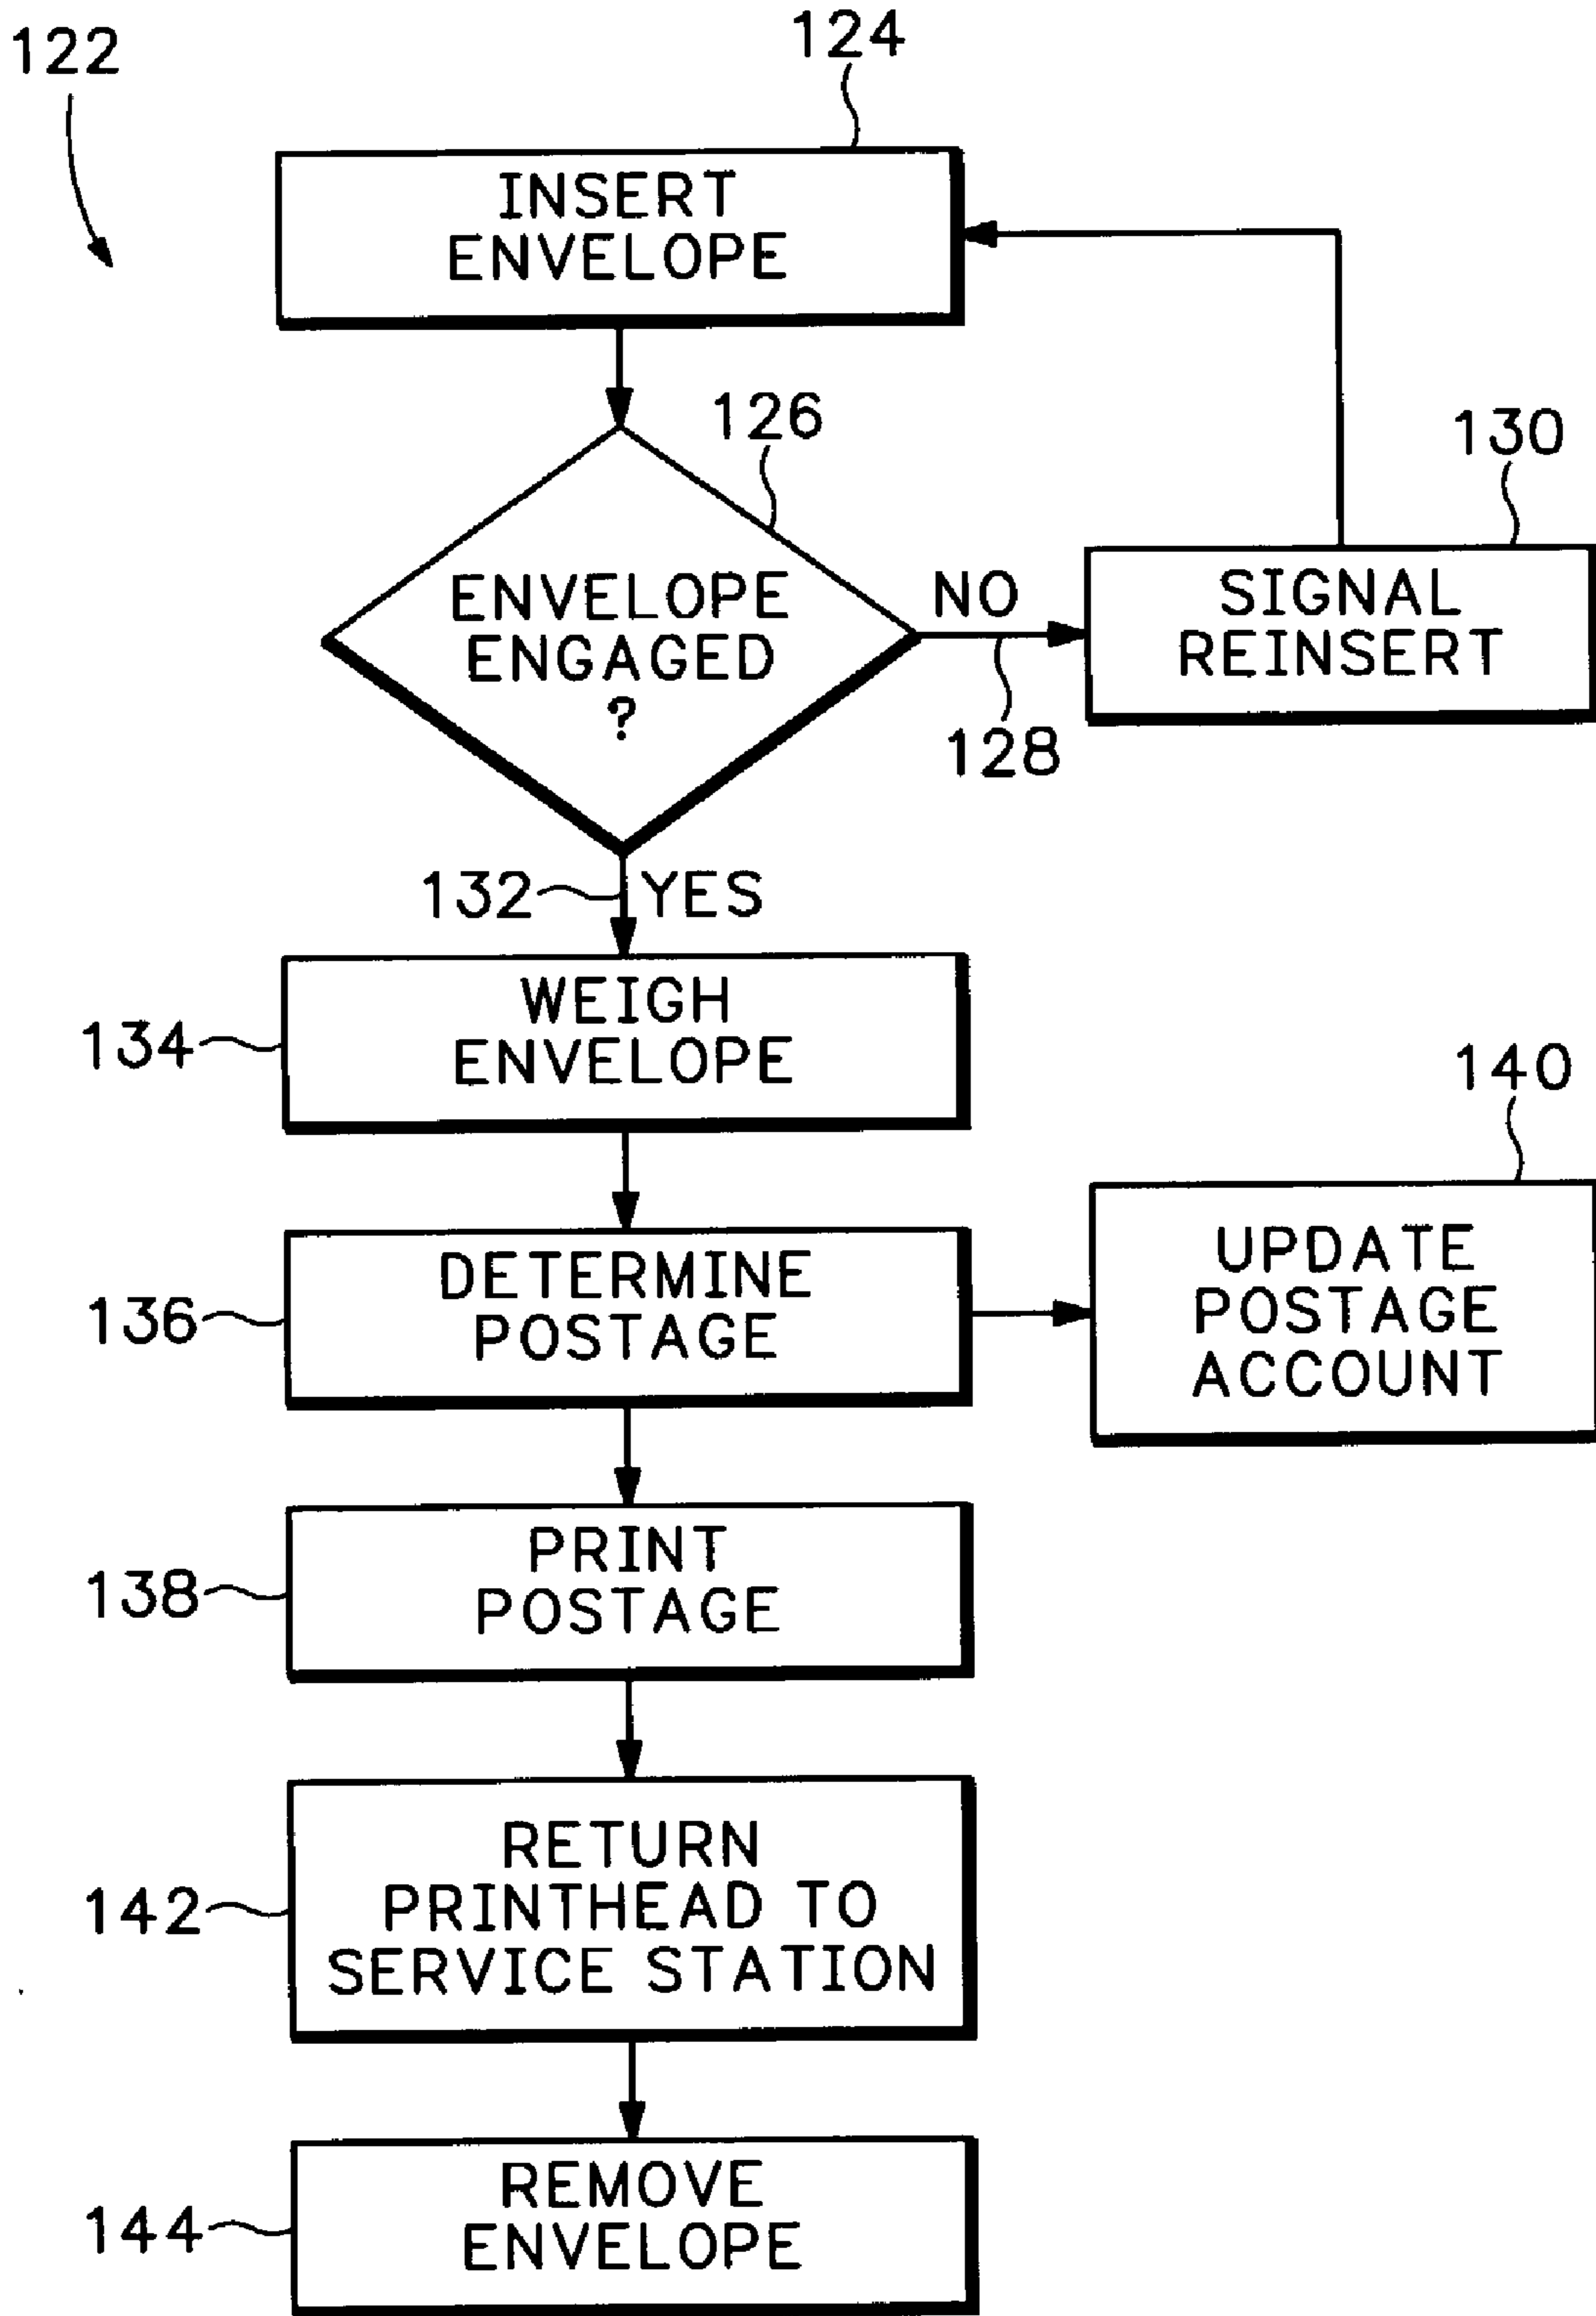 122
124
INSERT
ENVELOPE
126
ENVELOPE
ENGAGED
?
NO
128
130
SIGNAL
REINSERT
132
YES
134
WEIGH
ENVELOPE
136
DETERMINE
POSTAGE
140
UPDATE
POSTAGE
ACCOUNT
138
PRINT
POSTAGE
142
RETURN
PRINTHEAD TO
SERVICE STATION
144
REMOVE
ENVELOPE